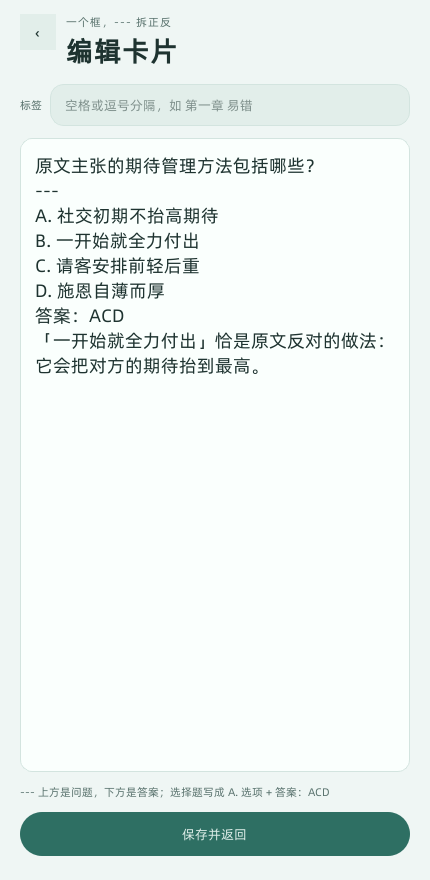 ‹
一个框，--- 拆正反
编辑卡片
标签
空格或逗号分隔，如 第一章 易错
原文主张的期待管理方法包括哪些？
---
A. 社交初期不抬高期待
B. 一开始就全力付出
C. 请客安排前轻后重
D. 施恩自薄而厚
答案：ACD
「一开始就全力付出」恰是原文反对的做法：
它会把对方的期待抬到最高。
--- 上方是问题，下方是答案；选择题写成 A. 选项 + 答案：ACD
保存并返回